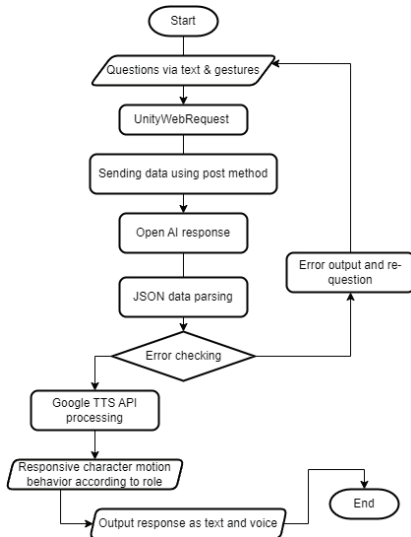 Start
Questions via text & gestures
UnityWebRequest
Sending data using post method
Open AI response
Error output and re-
question
JSON data parsing
Error checking
Google TTS API
processing
Responsive character motion
behavior according to role
End
Output response as text and voice